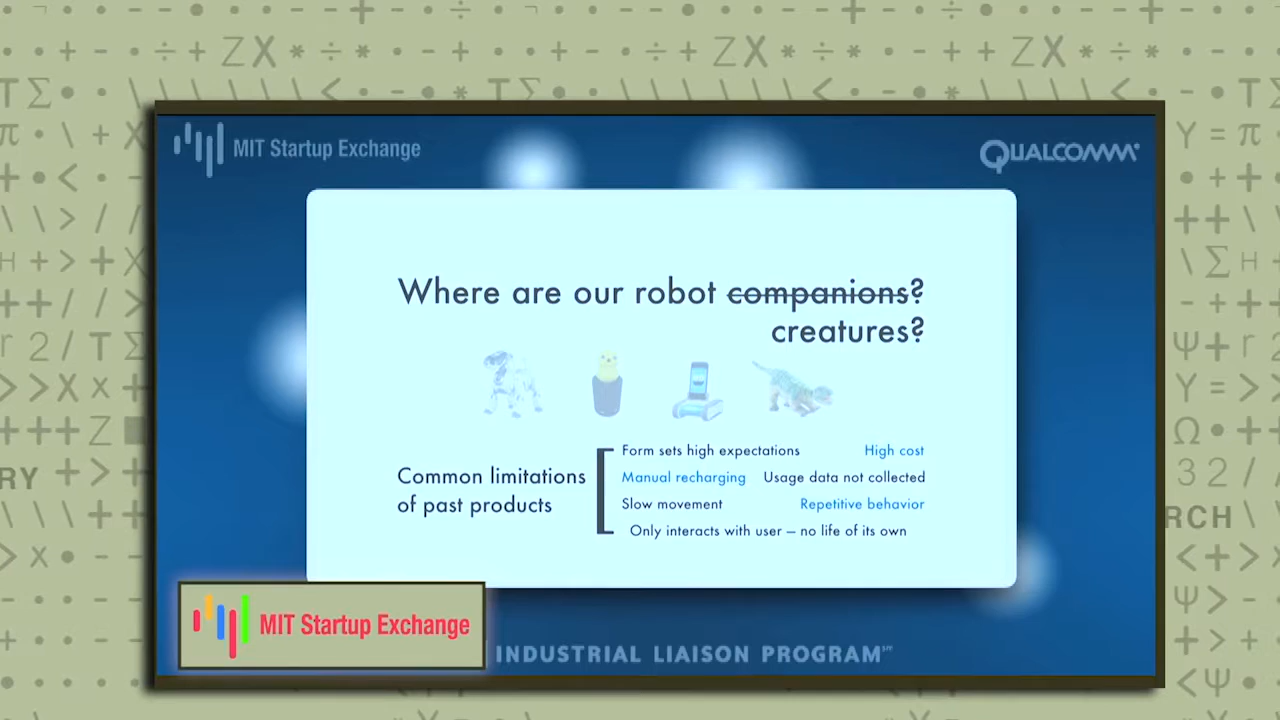 MIT Startup Exchange
QUALCOMM
Where are our robot companions?
creatures?
Common limitations
of past products
Form sets high expectations
High cost
Manual recharging
Usage data not collected
Slow movement
Repetitive behavior
Only interacts with user — no life of its own
MIT Startup Exchange
INDUSTRIAL LIAISON PROGRAM
RY
RCH